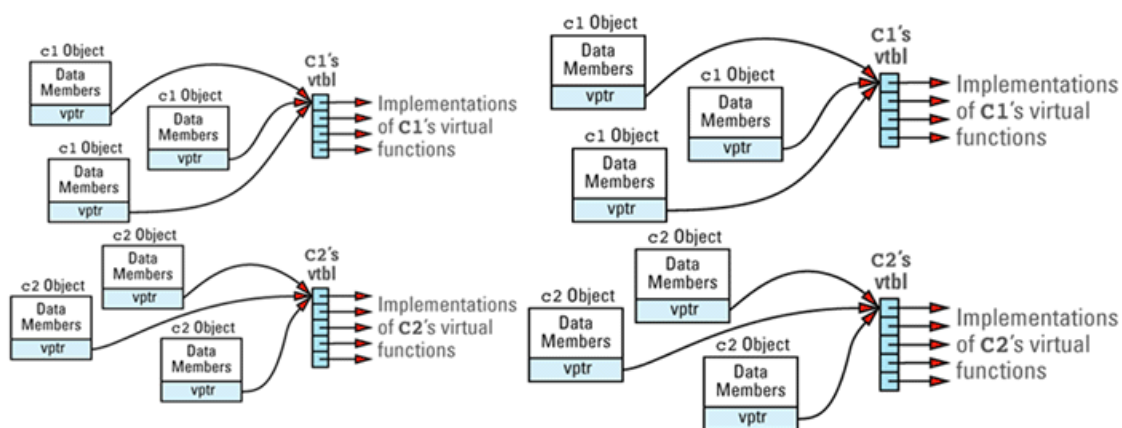 c1 Object
Data
Members
vptr
c1 Object
Data
Members
vptr
c1 Object
Data
Members
vptr
C1's
vtbl
Implementations
of C1's virtual
functions
c2 Object
Data
Members
vptr
c2 Object
Data
Members
vptr
c2 Object
Data
Members
vptr
C2's
vtbl
Implementations
of C2's virtual
functions
c1 Object
Data
Members
vptr
c1 Object
Data
Members
vptr
c1 Object
Data
Members
vptr
C1's
vtbl
Implementations
of C1's virtual
functions
c2 Object
Data
Members
vptr
c2 Object
Data
Members
vptr
c2 Object
Data
Members
vptr
C2's
vtbl
Implementations
of C2's virtual
functions